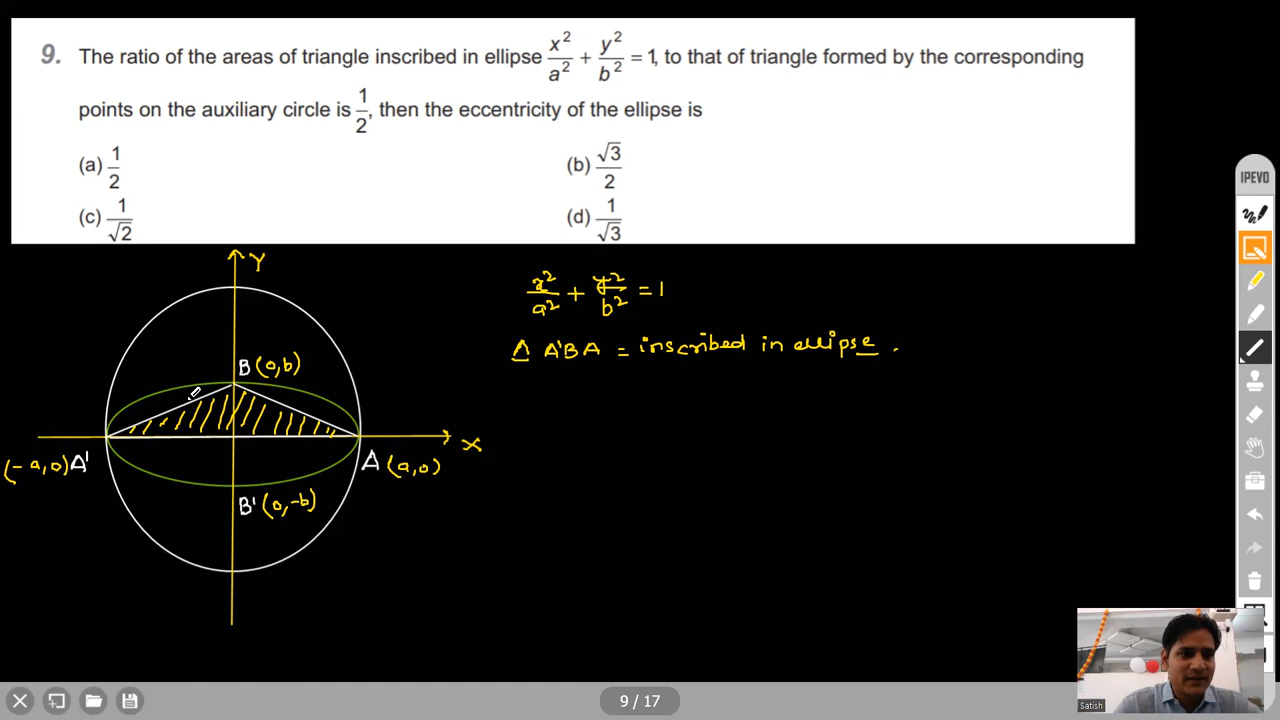 9. The ratio of the areas of triangle inscribed in ellipse x²/a² + y²/b² = 1, to that of triangle formed by the corresponding
points on the auxiliary circle is 1/2, then the eccentricity of the ellipse is
(a) 1/2 (b) √3/2
(c) 1/√2 (d) 1/√3
Y
x²/a² + y²/b² = 1
Δ A'BA = inscribed in ellipse .
B (0,b)
X
(-a,0) A'
A (a,0)
B' (0,-b)
IPEVO
9 / 17
Satish